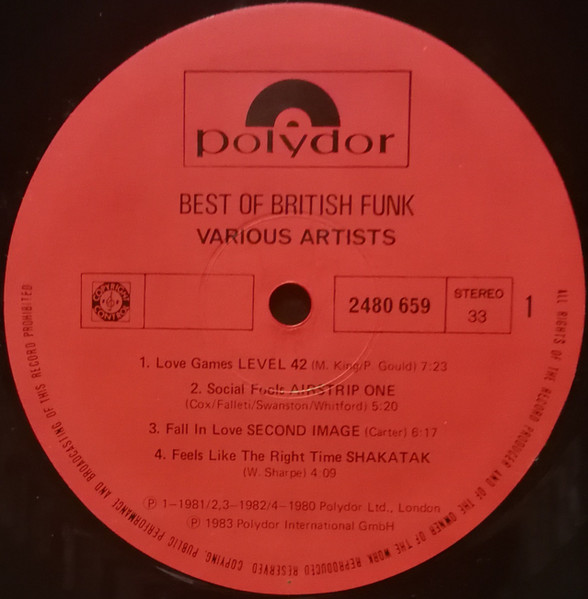 polydor
BEST OF BRITISH FUNK
VARIOUS ARTISTS
COPYRIGHT CONTROL
2480 659
STEREO
33
1
1. Love Games LEVEL 42 (M. King/P. Gould) 7:23
2. Social Fools AIRSTRIP ONE
(Cox/Falleti/Swanston/Whitford) 5:20
3. Fall In Love SECOND IMAGE (Carter) 6:17
4. Feels Like The Right Time SHAKATAK
(W. Sharpe) 4:09
℗ 1–1981/2,3–1982/4–1980 Polydor Ltd., London
℗ 1983 Polydor International GmbH
ALL RIGHTS OF THE RECORD PRODUCER AND OF THE OWNER OF THE WORK REPRODUCED RESERVED COPYING, PUBLIC PERFORMANCE AND BROADCASTING OF THIS RECORD PROHIBITED